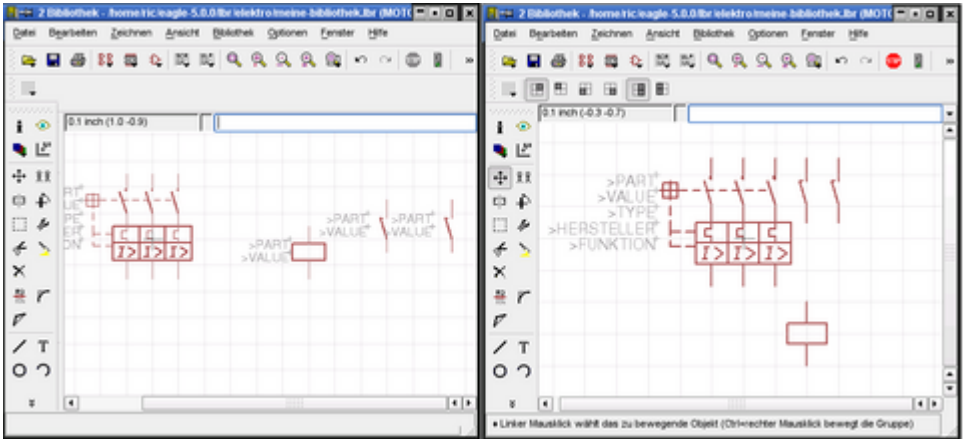 2 Bibliothek - /home/ric/eagle-5.0.0/lbr/elektro/meine-bibliothek.lbr (MOTO
Datei Bearbeiten Zeichnen Ansicht Bibliothek Optionen Fenster Hilfe
0.1 inch (1.0 -0.9)
>PART
>VALUE
>PART
>VALUE
>PART
>VALUE
I> I> I>
2 Bibliothek - /home/ric/eagle-5.0.0/lbr/elektro/meine-bibliothek.lbr (MOTO
Datei Bearbeiten Zeichnen Ansicht Bibliothek Optionen Fenster Hilfe
0.1 inch (-0.3 -0.7)
>PART
>VALUE
>TYPE
>HERSTELLER
>FUNKTION
I> I> I>
Linker Mausklick wählt das zu bewegende Objekt (Ctrl+rechter Mausklick bewegt die Gruppe)